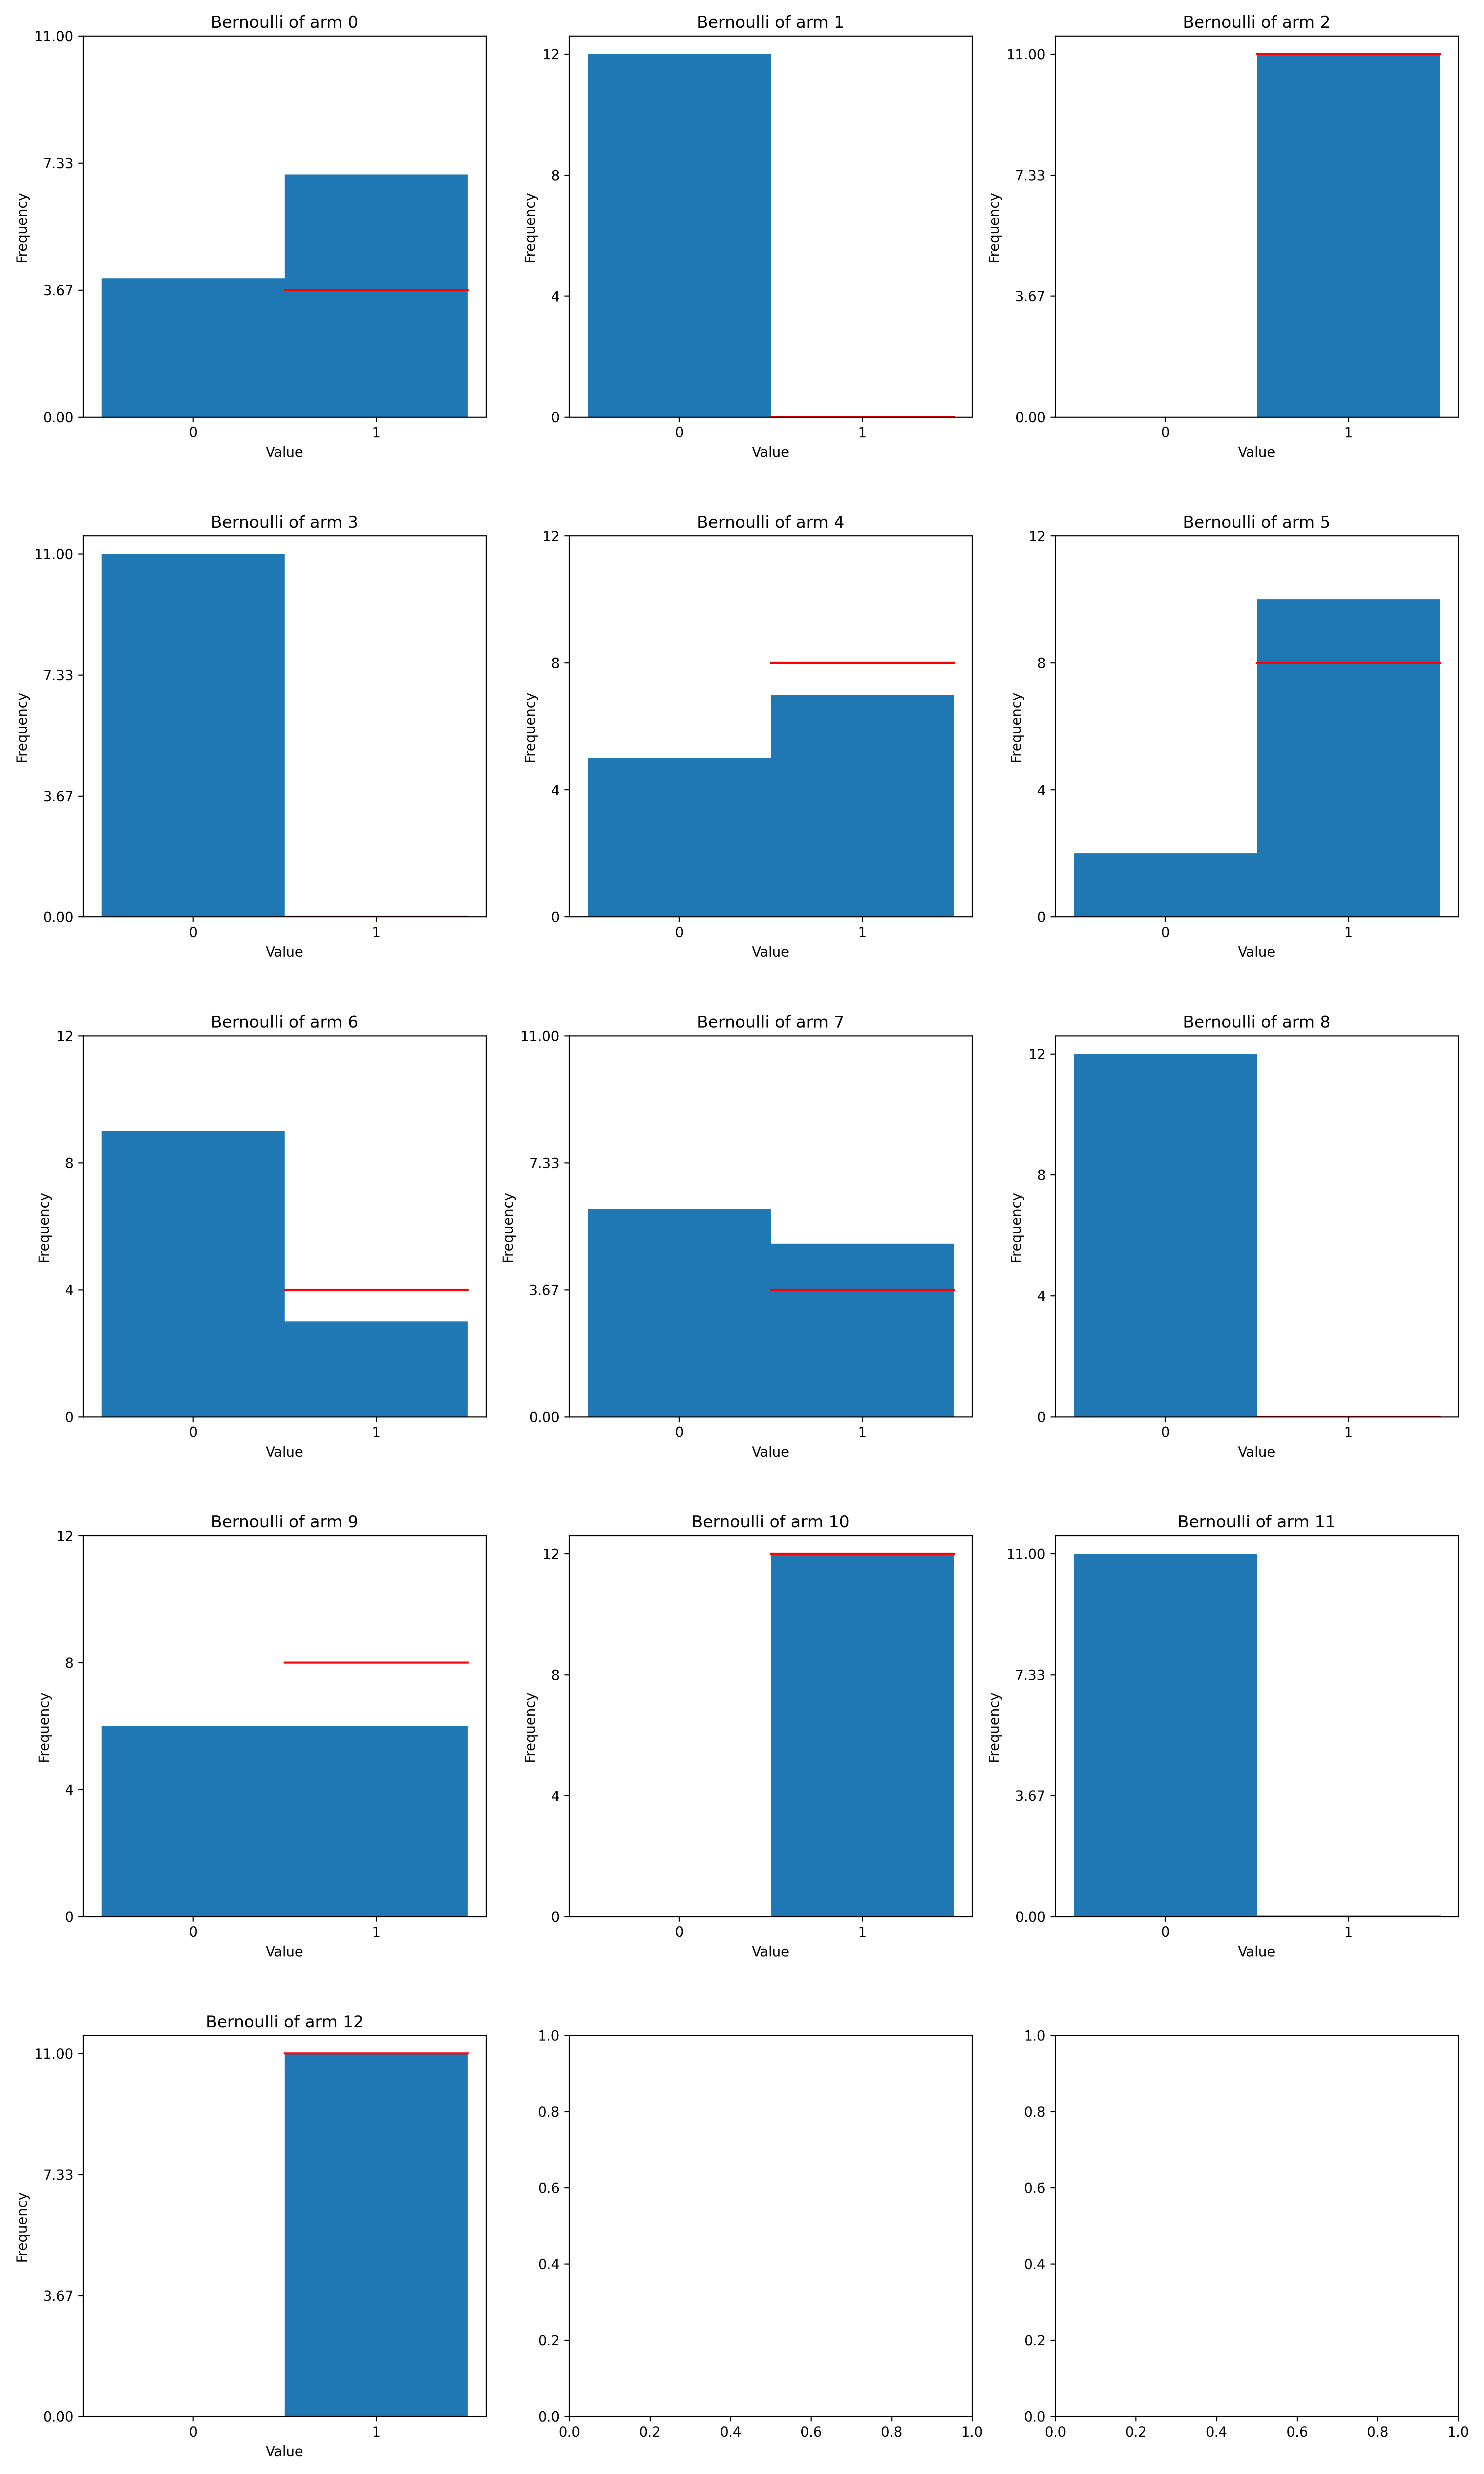 Bernoulli of arm 0
11.00
7.33
3.67
0.00
Frequency
0 1
Value
Bernoulli of arm 1
12
8
4
0
Frequency
0 1
Value
Bernoulli of arm 2
11.00
7.33
3.67
0.00
Frequency
0 1
Value
Bernoulli of arm 3
11.00
7.33
3.67
0.00
Frequency
0 1
Value
Bernoulli of arm 4
12
8
4
0
Frequency
0 1
Value
Bernoulli of arm 5
12
8
4
0
Frequency
0 1
Value
Bernoulli of arm 6
12
8
4
0
Frequency
0 1
Value
Bernoulli of arm 7
11.00
7.33
3.67
0.00
Frequency
0 1
Value
Bernoulli of arm 8
12
8
4
0
Frequency
0 1
Value
Bernoulli of arm 9
12
8
4
0
Frequency
0 1
Value
Bernoulli of arm 10
12
8
4
0
Frequency
0 1
Value
Bernoulli of arm 11
11.00
7.33
3.67
0.00
Frequency
0 1
Value
Bernoulli of arm 12
11.00
7.33
3.67
0.00
Frequency
0 1
Value
1.0
0.8
0.6
0.4
0.2
0.0
0.0 0.2 0.4 0.6 0.8 1.0
1.0
0.8
0.6
0.4
0.2
0.0
0.0 0.2 0.4 0.6 0.8 1.0